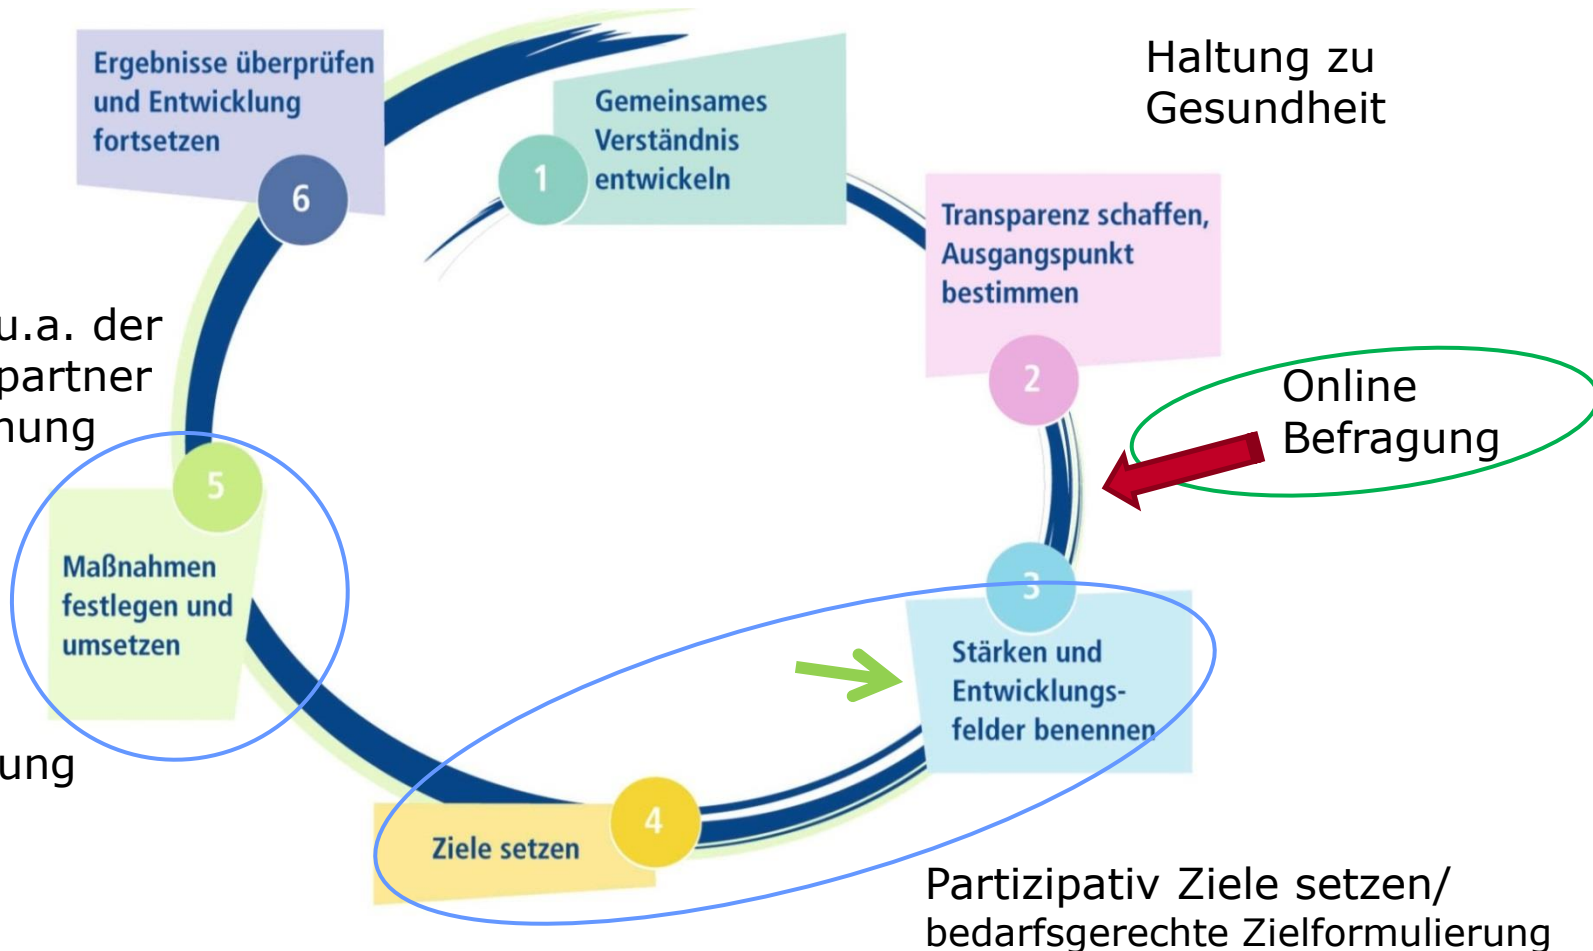 Ergebnisse überprüfen
und Entwicklung
fortsetzen
6
1
Gemeinsames
Verständnis
entwickeln
Haltung zu
Gesundheit
Transparenz schaffen,
Ausgangspunkt
bestimmen
2
Online
Befragung
u.a. der
partner
nung
5
Maßnahmen
festlegen und
umsetzen
ung
3
Stärken und
Entwicklungs-
felder benennen
4
Ziele setzen
Partizipativ Ziele setzen/
bedarfsgerechte Zielformulierung